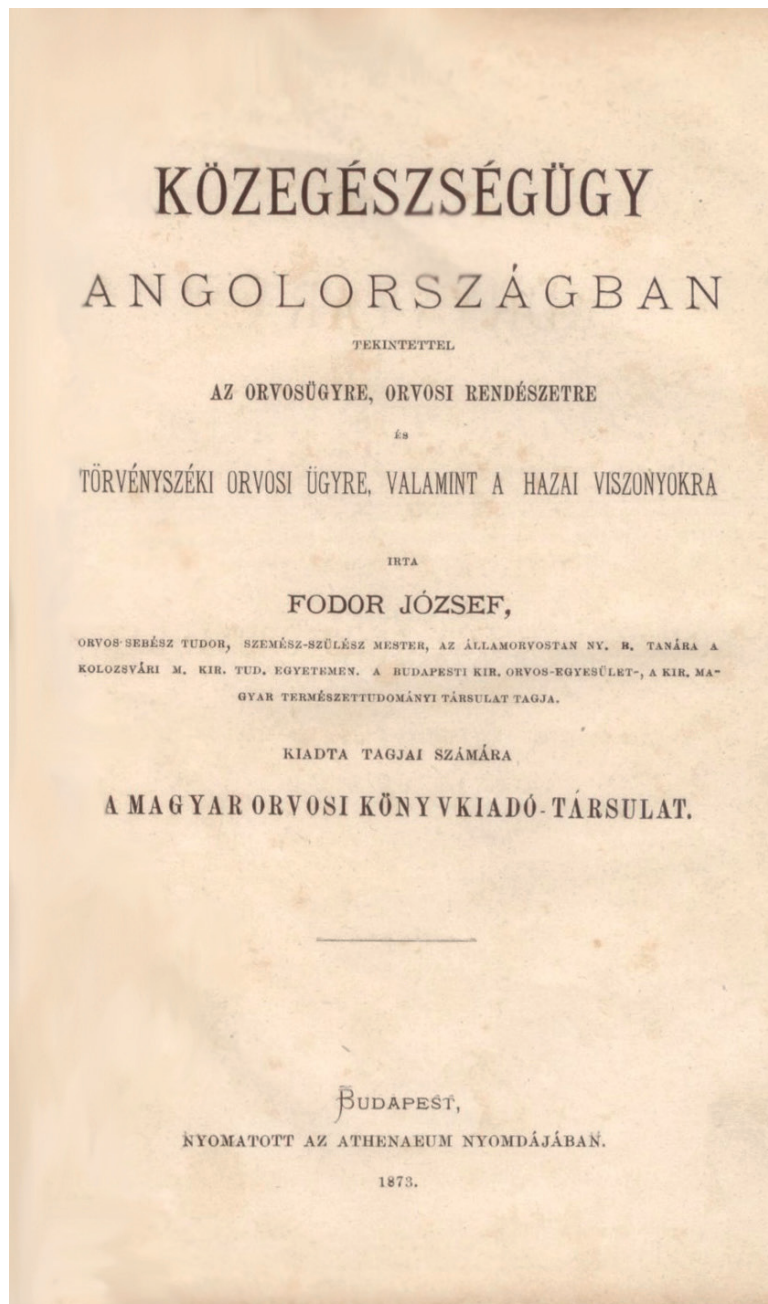 KÖZEGÉSZSÉGÜGY
ANGOLORSZÁGBAN
TEKINTETTEL
AZ ORVOSÜGYRE, ORVOSI RENDÉSZETRE
ÉS
TÖRVÉNYSZÉKI ORVOSI ÜGYRE, VALAMINT A HAZAI VISZONYOKRA
IRTA
FODOR JÓZSEF,
ORVOS-SEBÉSZ TUDOR, SZEMÉSZ-SZÜLÉSZ MESTER, AZ ÁLLAMORVOSTAN NY. R. TANÁRA A
KOLOZSVÁRI M. KIR. TUD. EGYETEMEN. A BUDAPESTI KIR. ORVOS-EGYESÜLET-, A KIR. MA-
GYAR TERMÉSZETTUDOMÁNYI TÁRSULAT TAGJA.
KIADTA TAGJAI SZÁMÁRA
A MAGYAR ORVOSI KÖNYVKIADÓ-TÁRSULAT.
BUDAPEST,
NYOMATOTT AZ ATHENAEUM NYOMDÁJÁBAN.
1873.